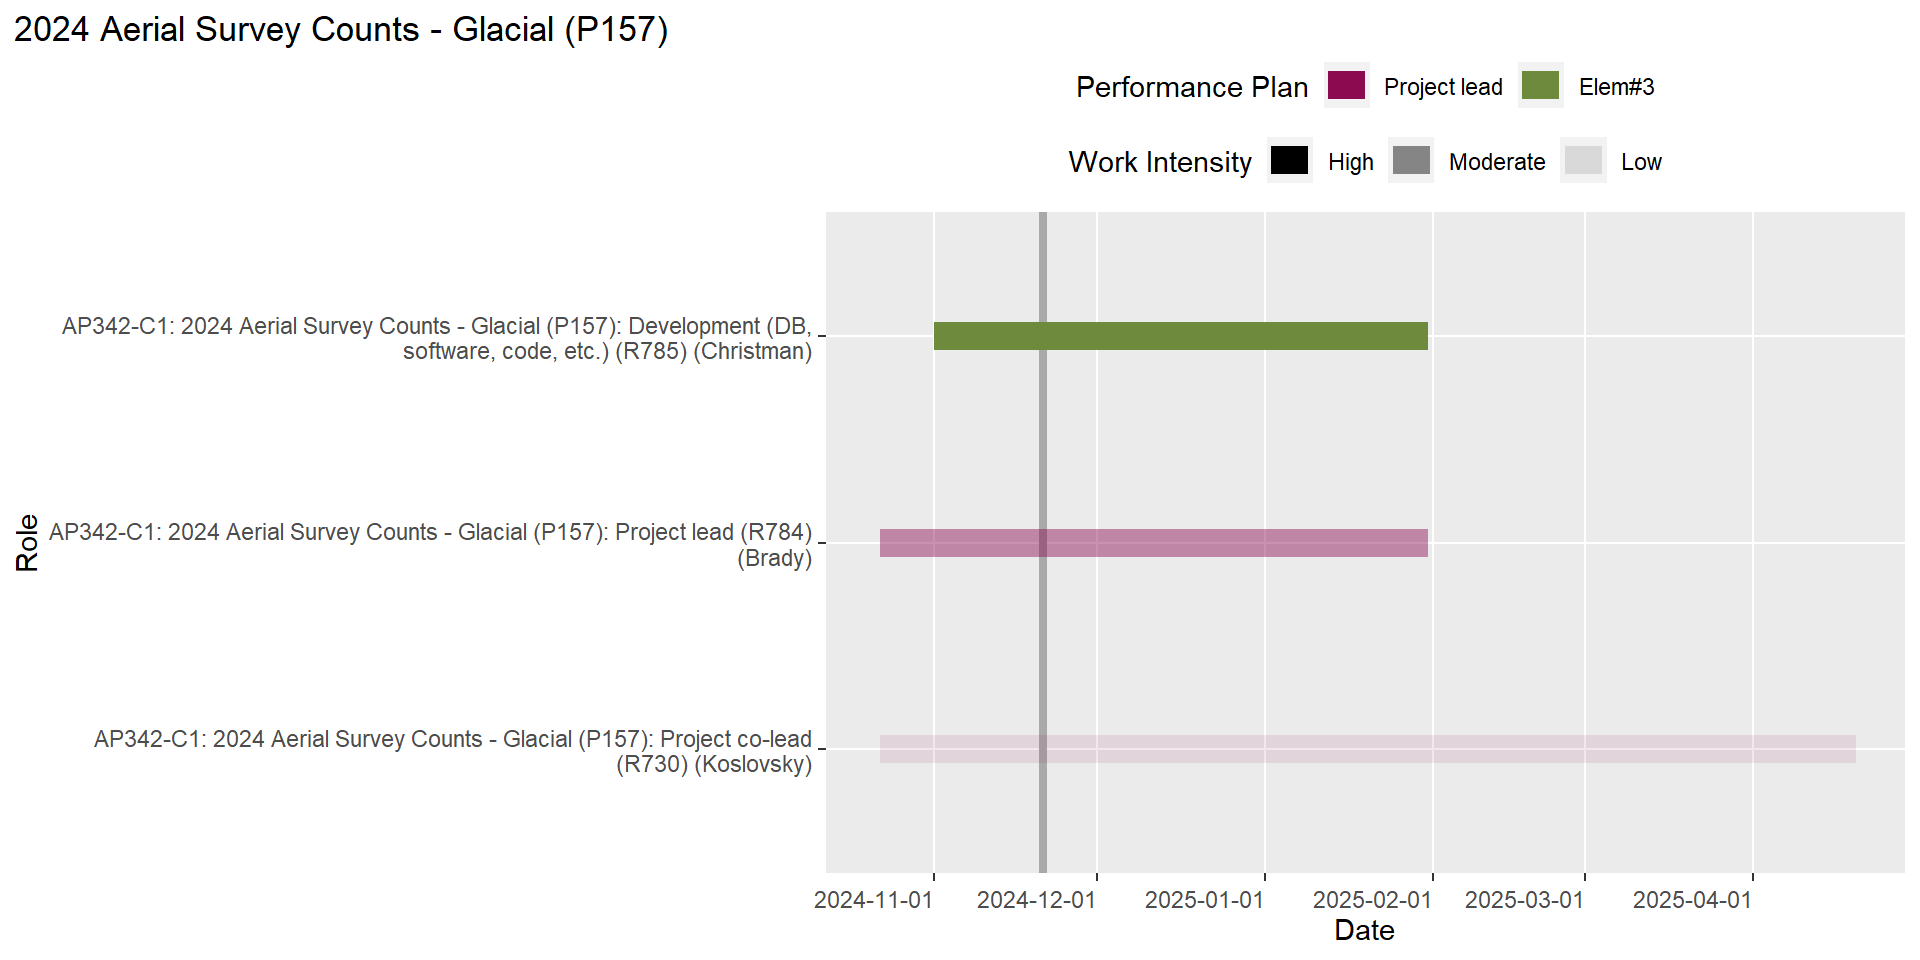 2024 Aerial Survey Counts - Glacial (P157)
Performance Plan Project lead Elem#3
Work Intensity High Moderate Low
AP342-C1: 2024 Aerial Survey Counts - Glacial (P157): Development (DB,
software, code, etc.) (R785) (Christman)
Role
AP342-C1: 2024 Aerial Survey Counts - Glacial (P157): Project lead (R784)
(Brady)
AP342-C1: 2024 Aerial Survey Counts - Glacial (P157): Project co-lead
(R730) (Koslovsky)
2024-11-01 2024-12-01 2025-01-01 2025-02-01 2025-03-01 2025-04-01
Date